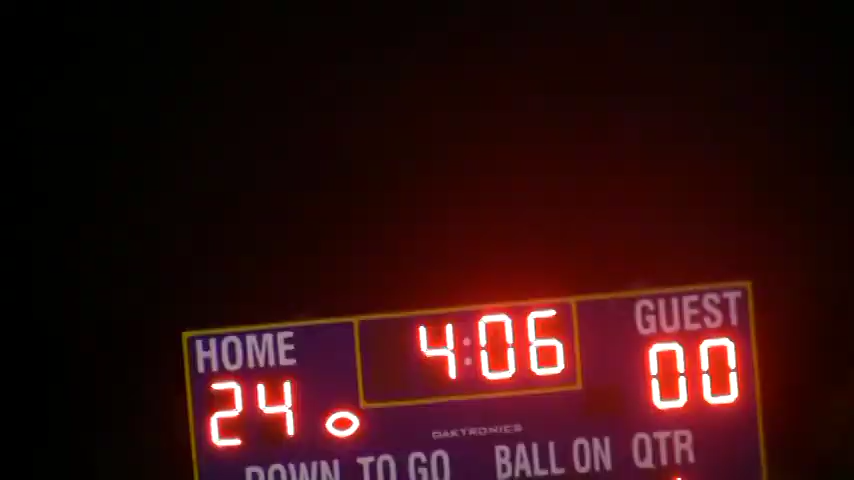 HOME 4:06 GUEST
24 00
DAKTRONICS
DOWN TO GO BALL ON QTR